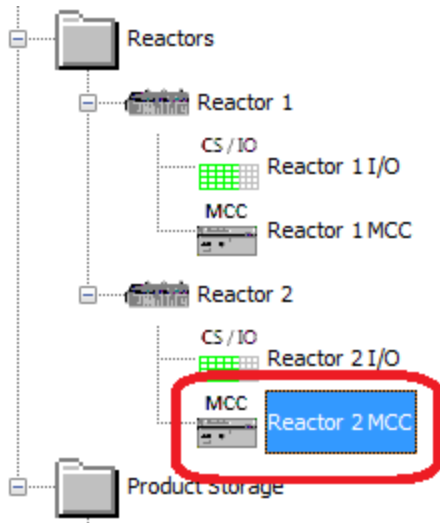 Reactors
Reactor 1
CS / IO
Reactor 1 I/O
MCC
Reactor 1 MCC
Reactor 2
CS / IO
Reactor 2 I/O
MCC
Reactor 2 MCC
Product Storage